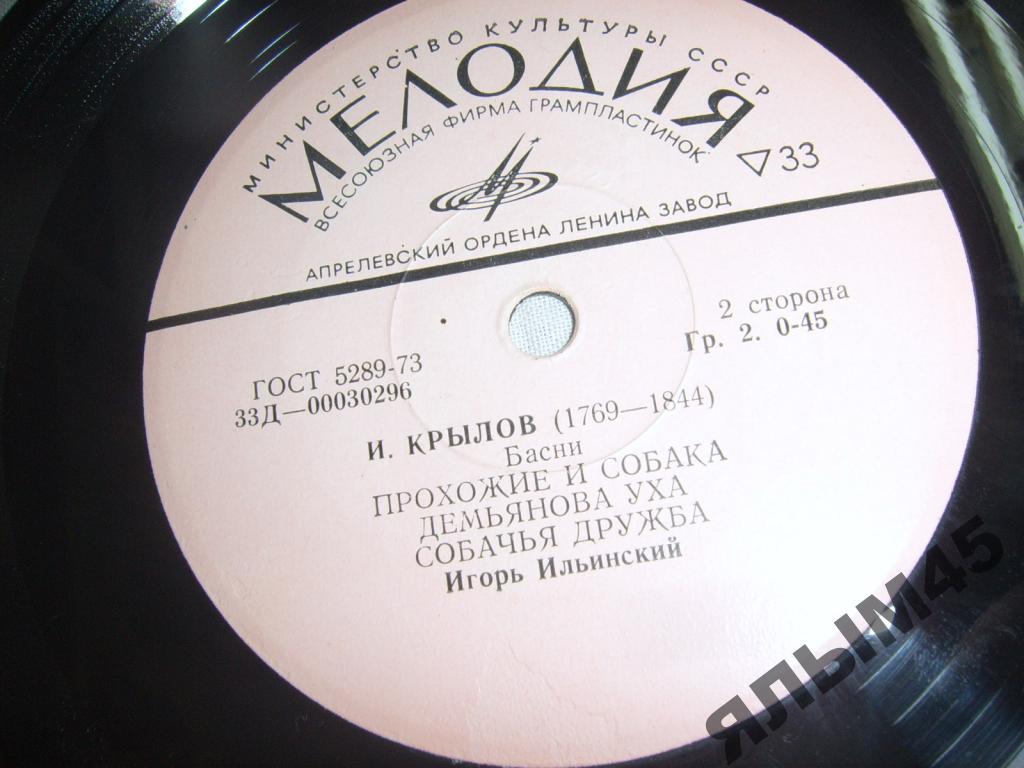 МИНИСТЕРСТВО КУЛЬТУРЫ СССР
МЕЛОДИЯ
ВСЕСОЮЗНАЯ ФИРМА ГРАМПЛАСТИНОК
▽33
АПРЕЛЕВСКИЙ ОРДЕНА ЛЕНИНА ЗАВОД
2 сторона
Гр. 2. 0-45
ГОСТ 5289-73
33Д—00030296
И. КРЫЛОВ (1769—1844)
Басни
ПРОХОЖИЕ И СОБАКА
ДЕМЬЯНОВА УХА
СОБАЧЬЯ ДРУЖБА
Игорь Ильинский
ЯЛЫМ45